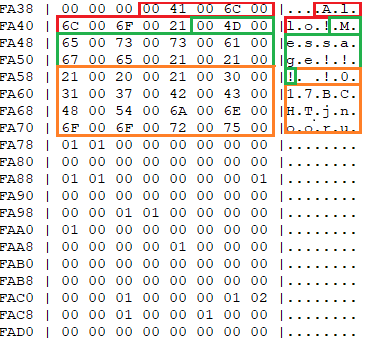 FA38 | 00 00 00 00 41 00 6C 00 |....A.l.
FA40 | 6C 00 6F 00 21 00 4D 00 |l.o.!.M.
FA48 | 65 00 73 00 73 00 61 00 |e.s.s.a.
FA50 | 67 00 65 00 21 00 21 00 |g.e.!.!.
FA58 | 21 00 20 00 21 00 30 00 |!. .!.0.
FA60 | 31 00 37 00 42 00 43 00 |1.7.B.C.
FA68 | 48 00 54 00 6A 00 6E 00 |H.T.j.n.
FA70 | 6F 00 6F 00 72 00 75 00 |o.o.r.u.
FA78 | 01 01 00 00 00 00 00 00 |........
FA80 | 00 00 00 00 00 00 00 00 |........
FA88 | 01 01 00 00 00 00 00 01 |........
FA90 | 00 00 00 00 00 00 00 00 |........
FA98 | 00 00 01 01 00 00 00 00 |........
FAA0 | 01 00 00 00 00 00 00 00 |........
FAA8 | 00 00 00 00 01 00 00 00 |........
FAB0 | 00 00 00 00 00 00 00 00 |........
FAB8 | 00 00 00 00 00 00 00 00 |........
FAC0 | 00 00 01 00 00 00 01 02 |........
FAC8 | 00 00 01 00 00 01 00 00 |........
FAD0 | 00 00 00 00 00 00 00 00 |........